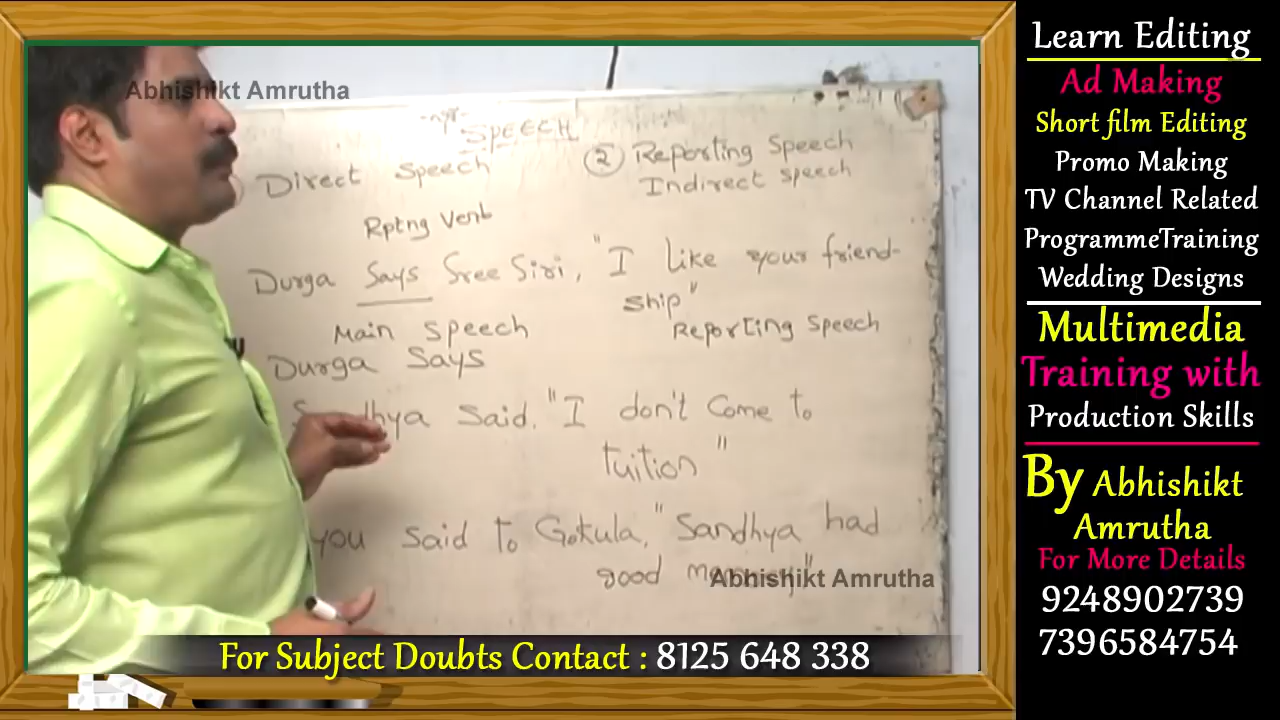 Abhishikt Amrutha
SPEECH
Direct Speech
② Reporting Speech
Indirect speech
Rptng Verb
Durga Says Sree Siri, "I like your friend-
ship"
Main Speech
Reporting Speech
Durga Says
Sandhya Said. "I don't Come to
tuition"
you said to Gokula, "Sandhya had
good
Abhishikt Amrutha
For Subject Doubts Contact : 8125 648 338
Learn Editing
Ad Making
Short film Editing
Promo Making
TV Channel Related
ProgrammeTraining
Wedding Designs
Multimedia
Training with
Production Skills
By Abhishikt
Amrutha
For More Details
9248902739
7396584754